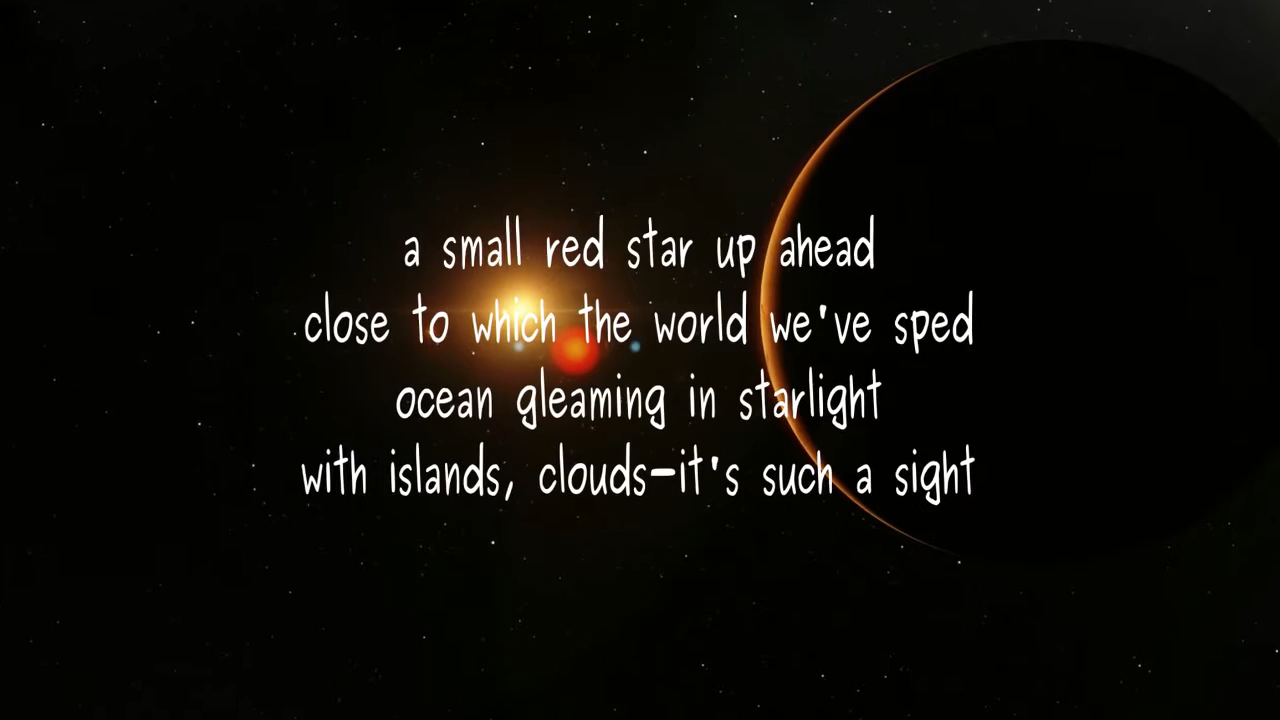 a small red star up ahead
close to which the world we've sped
ocean gleaming in starlight
with islands, clouds—it's such a sight